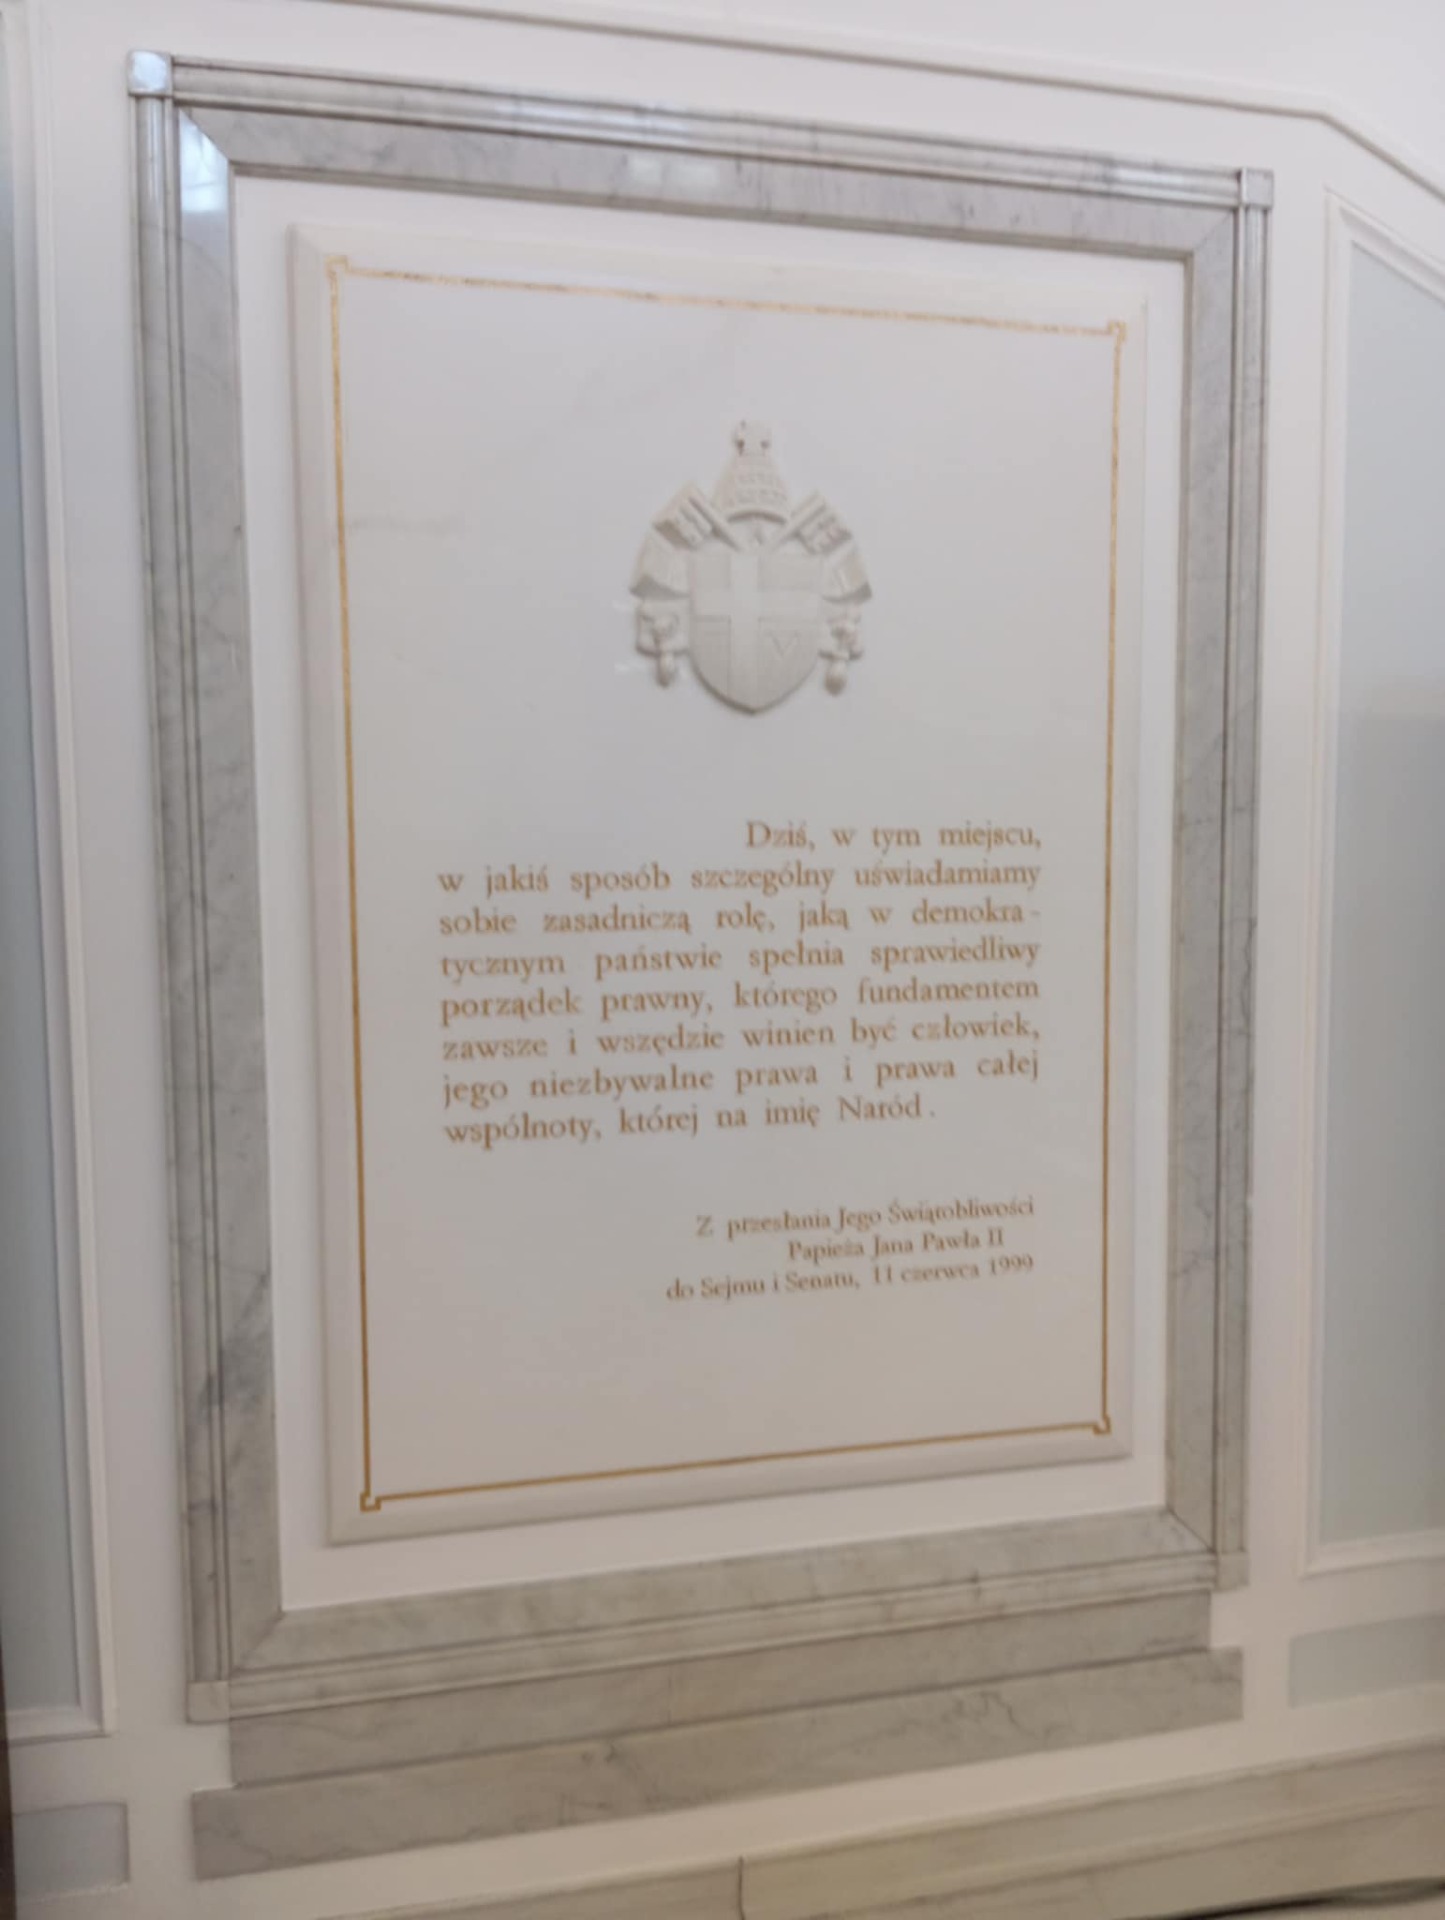 Dziś, w tym miejscu,
w jakiś sposób szczególny uświadamiamy
sobie zasadniczą rolę, jaką w demokra-
tycznym państwie spełnia sprawiedliwy
porządek prawny, którego fundamentem
zawsze i wszędzie winien być człowiek,
jego niezbywalne prawa i prawa całej
wspólnoty, której na imię Naród.
Z przesłania Jego Świątobliwości
Papieża Jana Pawła II
do Sejmu i Senatu, 11 czerwca 1999